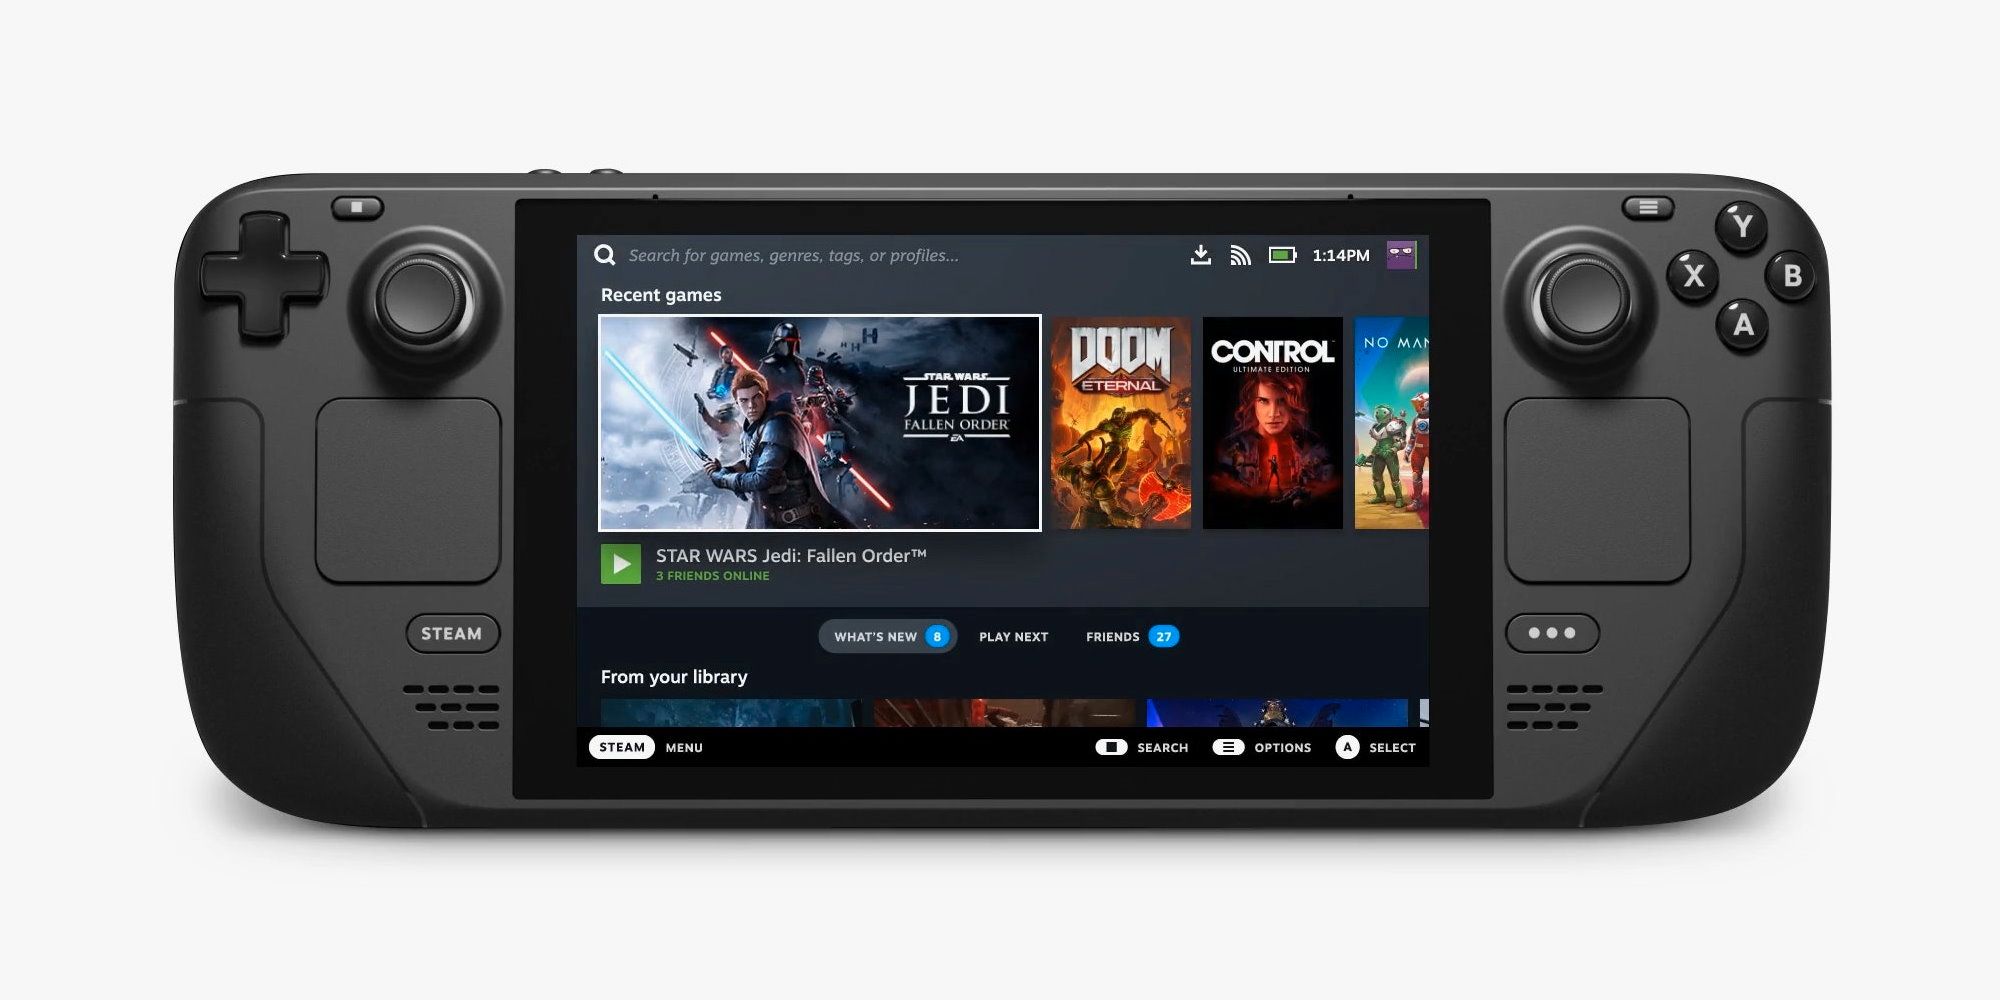 Search for games, genres, tags, or profiles...
1:14PM
Recent games
STAR WARS
JEDI
FALLEN ORDER
EA
DOOM
ETERNAL
CONTROL
ULTIMATE EDITION
NO MAN
STAR WARS Jedi: Fallen Order™
3 FRIENDS ONLINE
WHAT'S NEW 8 PLAY NEXT FRIENDS 27
From your library
STEAM MENU SEARCH OPTIONS A SELECT
STEAM
Y
X
B
A